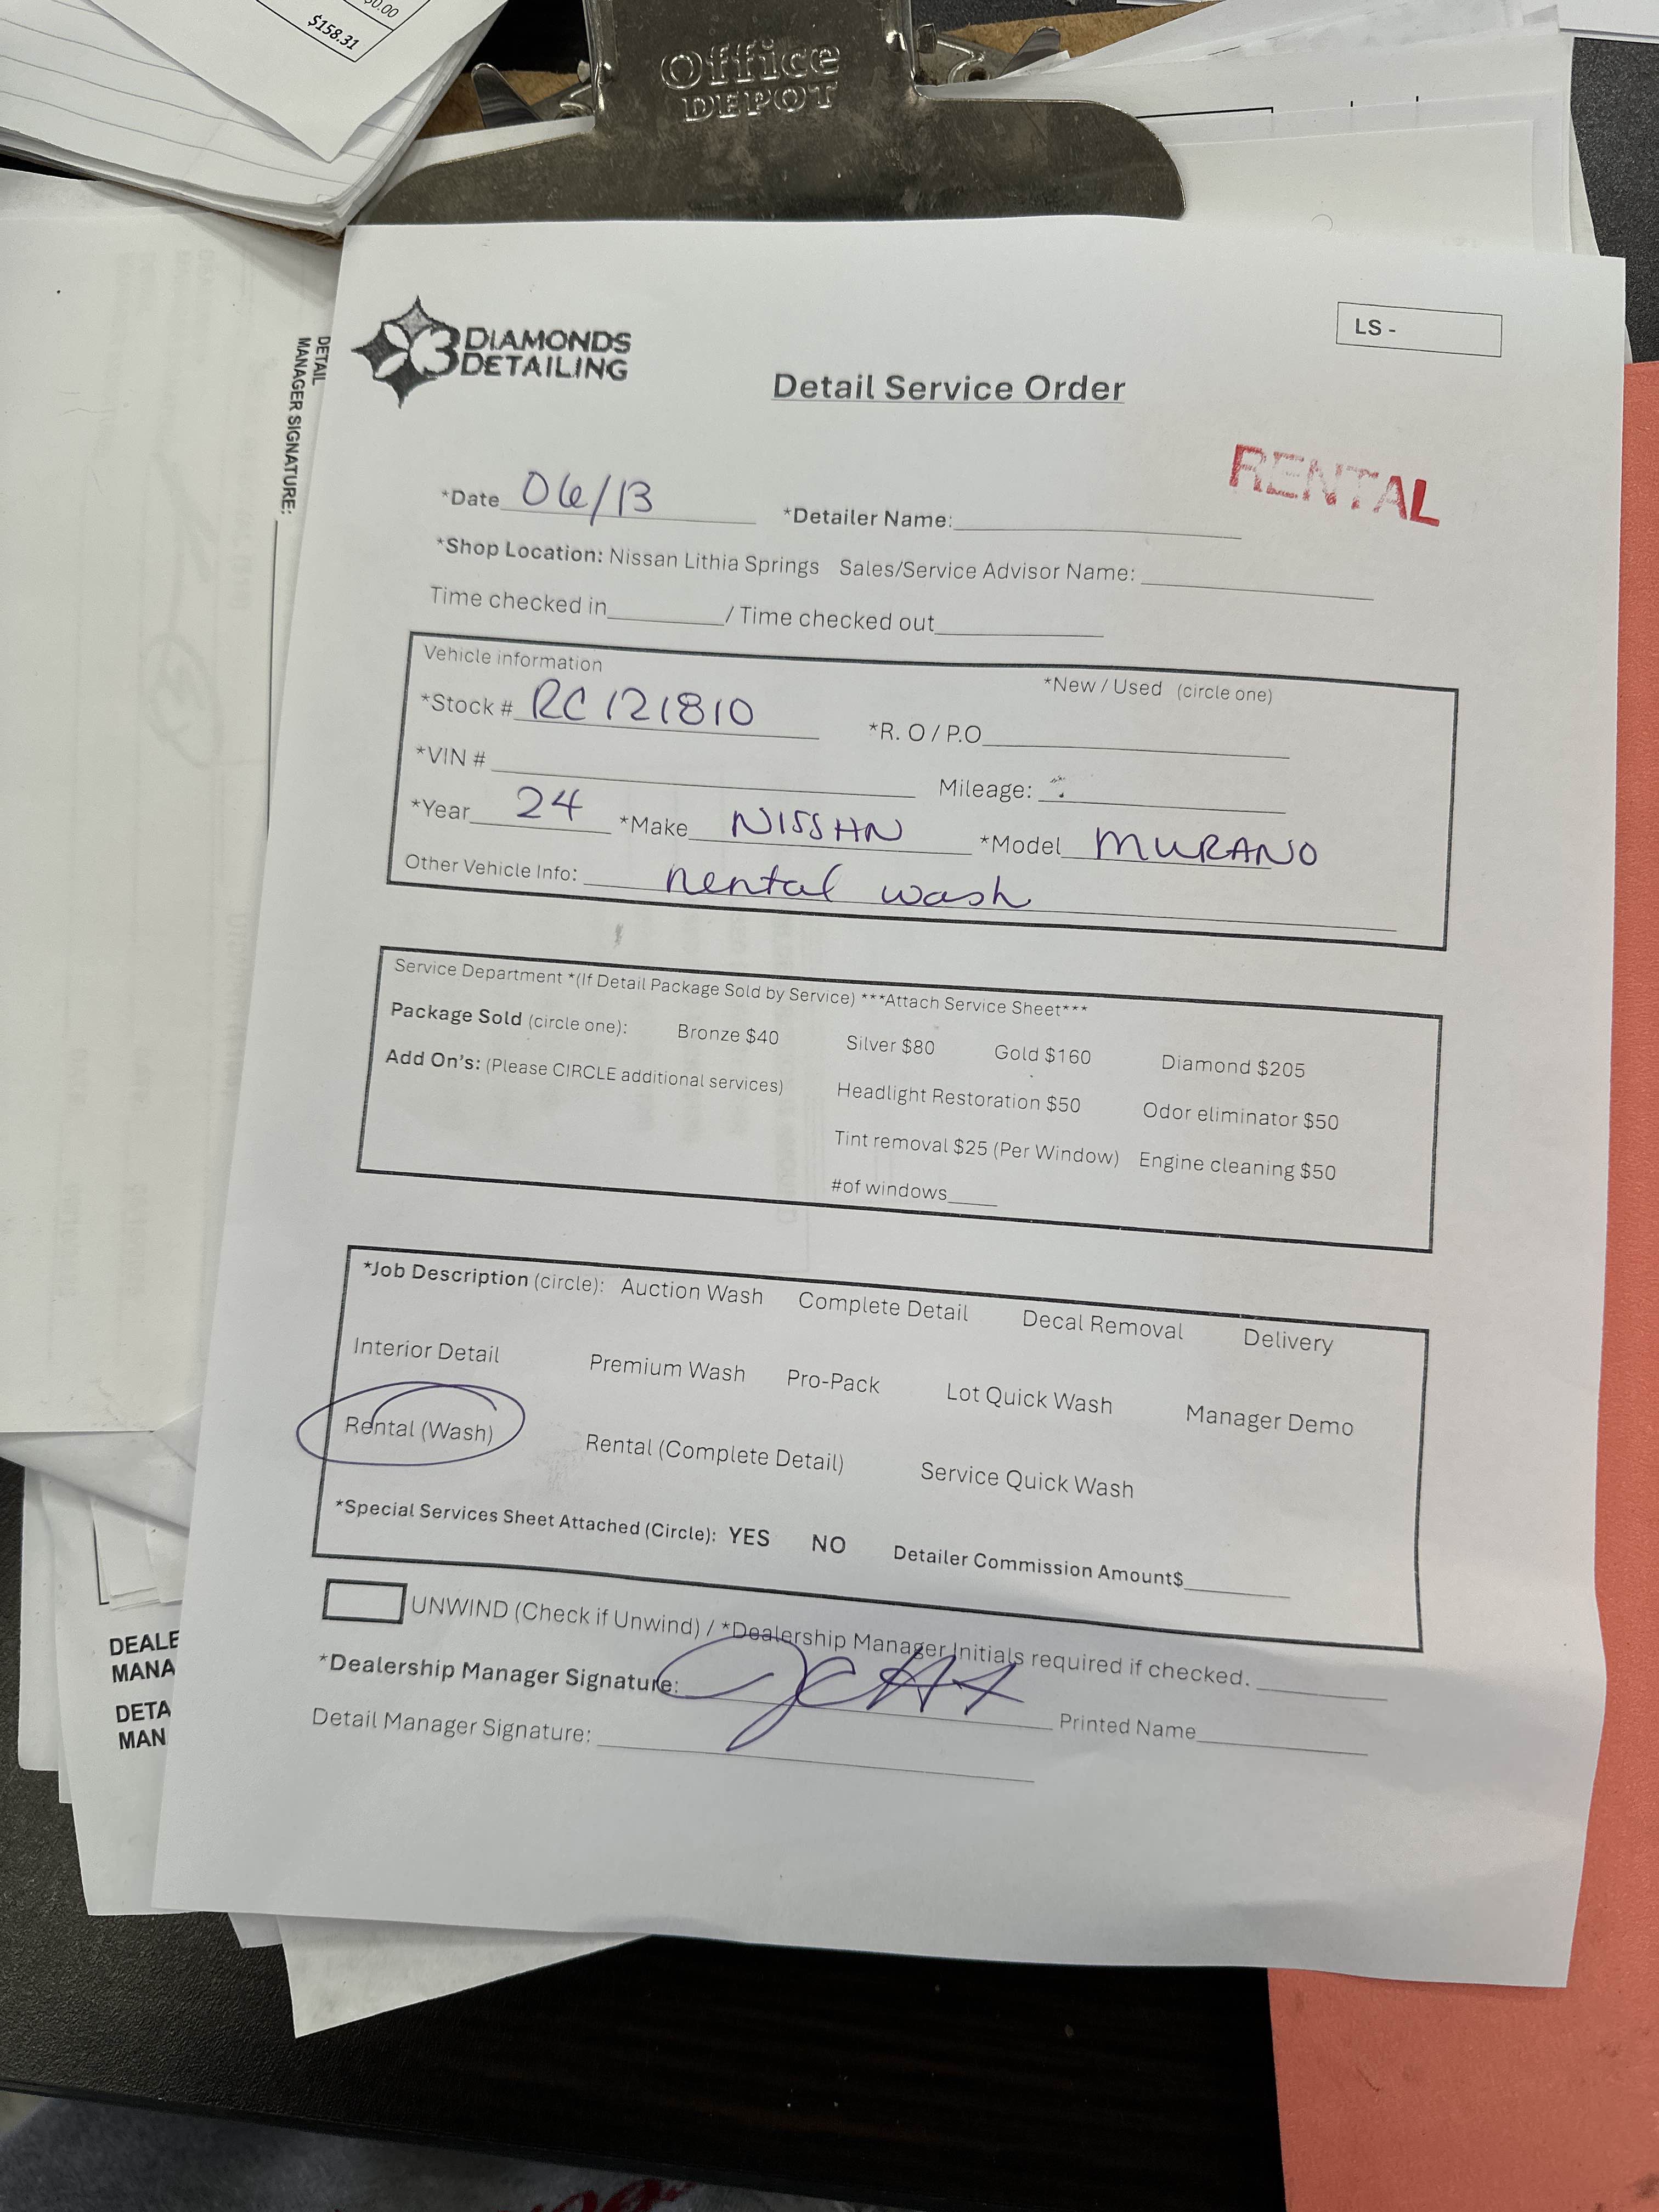 $0.00
$158.31
Office
DEPOT
DETAIL
MANAGER SIGNATURE:
3 DIAMONDS
DETAILING
LS -
Detail Service Order
RENTAL
*Date 06/13 *Detailer Name:
*Shop Location: Nissan Lithia Springs Sales/Service Advisor Name:
Time checked in / Time checked out
Vehicle information
*New / Used (circle one)
*Stock # RC121810 *R. O / P.O
*VIN # Mileage:
*Year 24 *Make NISSAN *Model MURANO
Other Vehicle Info: rental wash
Service Department *(If Detail Package Sold by Service) ***Attach Service Sheet***
Package Sold (circle one): Bronze $40 Silver $80 Gold $160 Diamond $205
Add On's: (Please CIRCLE additional services) Headlight Restoration $50 Odor eliminator $50
Tint removal $25 (Per Window) Engine cleaning $50
#of windows
*Job Description (circle): Auction Wash Complete Detail Decal Removal Delivery
Interior Detail Premium Wash Pro-Pack Lot Quick Wash Manager Demo
Rental (Wash) Rental (Complete Detail) Service Quick Wash
*Special Services Sheet Attached (Circle): YES NO Detailer Commission Amount$
UNWIND (Check if Unwind) / *Dealership Manager Initials required if checked.
*Dealership Manager Signature: Printed Name
Detail Manager Signature:
DEALE
MANA
DETA
MAN